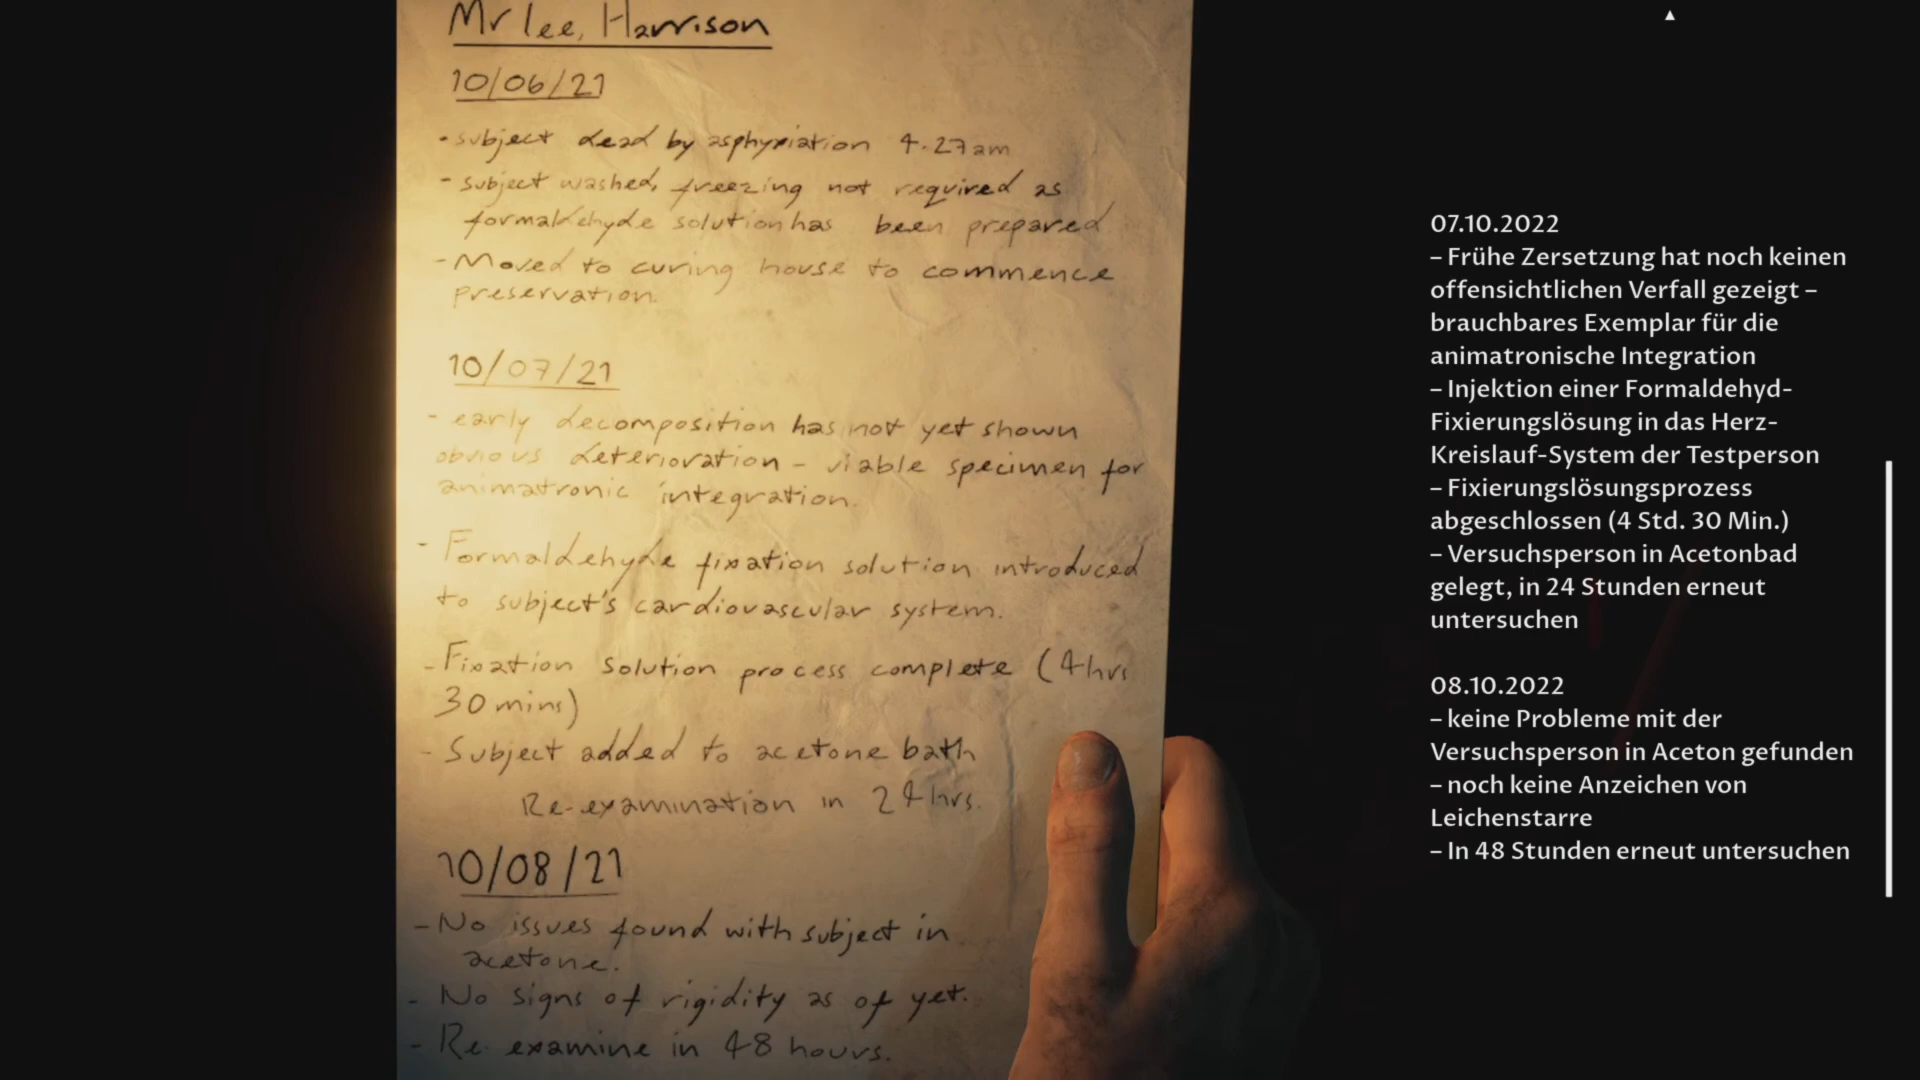 Mr Lee, Harrison
10/06/21
- subject dead by asphyxiation 4.27am
- subject washed, freezing not required as
formaldehyde solution has been prepared
- Moved to curing house to commence
preservation.
10/07/21
- early decomposition has not yet shown
obvious deterioration - viable specimen for
animatronic integration.
- Formaldehyde fixation solution introduced
to subject's cardiovascular system.
- Fixation solution process complete (4hrs
30 mins)
- Subject added to acetone bath
Re-examination in 24hrs.
10/08/21
- No issues found with subject in
acetone.
- No signs of rigidity as of yet.
- Re-examine in 48 hours.
07.10.2022
– Frühe Zersetzung hat noch keinen
offensichtlichen Verfall gezeigt –
brauchbares Exemplar für die
animatronische Integration
– Injektion einer Formaldehyd-
Fixierungslösung in das Herz-
Kreislauf-System der Testperson
– Fixierungslösungsprozess
abgeschlossen (4 Std. 30 Min.)
– Versuchsperson in Acetonbad
gelegt, in 24 Stunden erneut
untersuchen
08.10.2022
– keine Probleme mit der
Versuchsperson in Aceton gefunden
– noch keine Anzeichen von
Leichenstarre
– In 48 Stunden erneut untersuchen